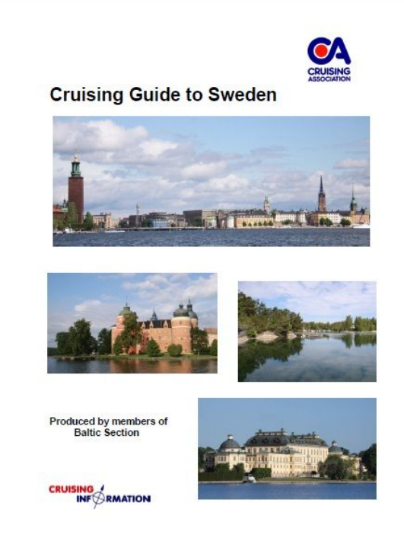 CA
CRUISING
ASSOCIATION
Cruising Guide to Sweden
Produced by members of
Baltic Section
CRUISING
INFORMATION